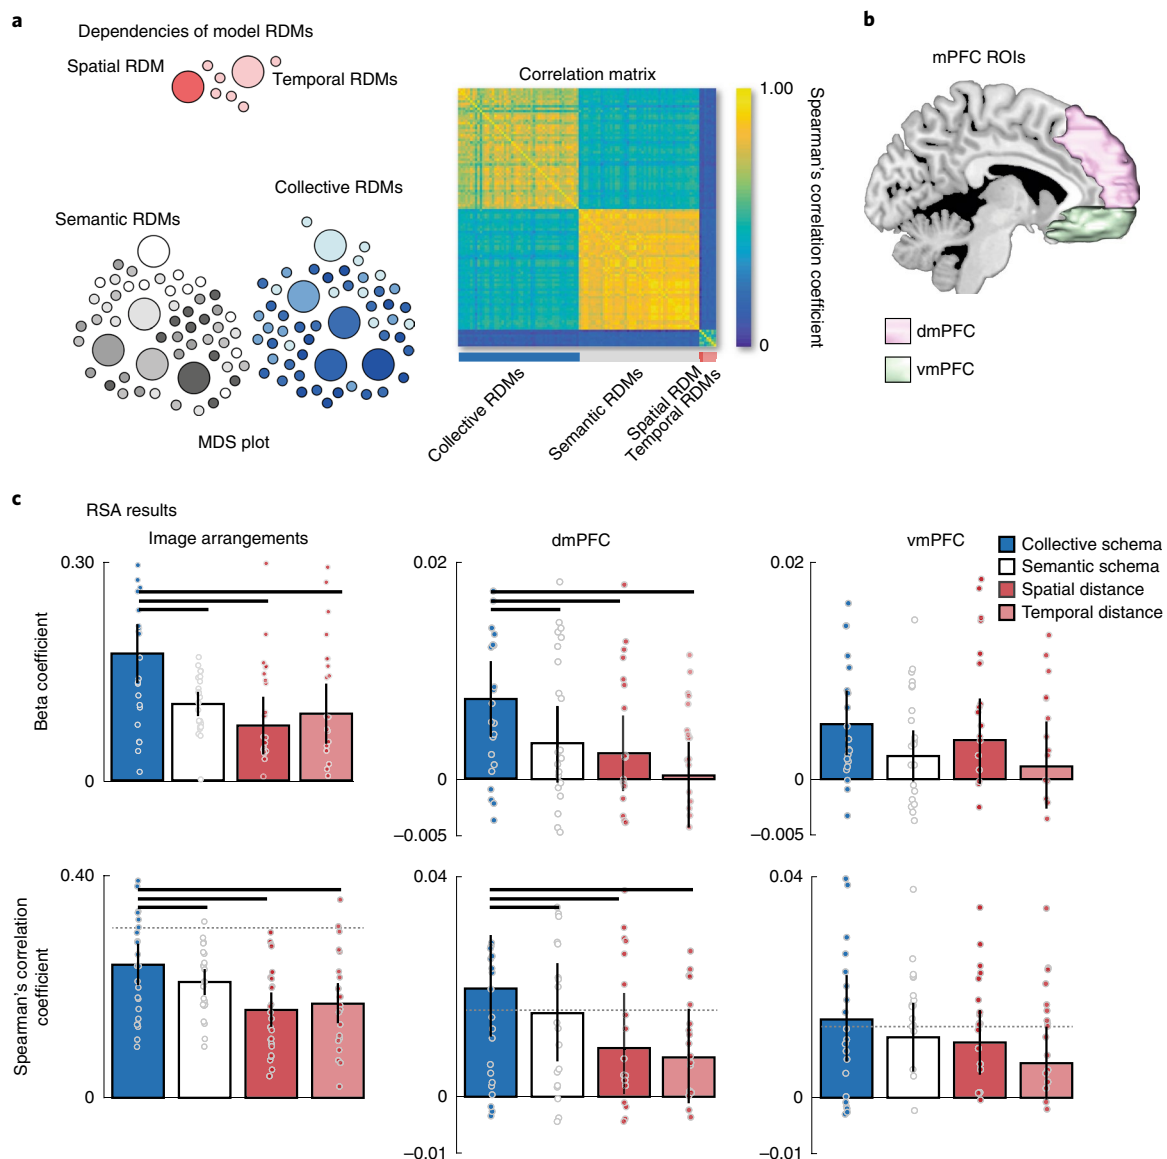 a
Dependencies of model RDMs
Spatial RDM
Temporal RDMs
Collective RDMs
Semantic RDMs
MDS plot
Correlation matrix
1.00
0
Spearman's correlation coefficient
Collective RDMs
Semantic RDMs
Spatial RDM
Temporal RDMs
b
mPFC ROIs
dmPFC
vmPFC
c
RSA results
Image arrangements
dmPFC
vmPFC
Collective schema
Semantic schema
Spatial distance
Temporal distance
Beta coefficient
0.30
0
0.02
0
–0.005
0.02
0
–0.005
Spearman's correlation
coefficient
0.40
0
0.04
0
–0.01
0.04
0
–0.01